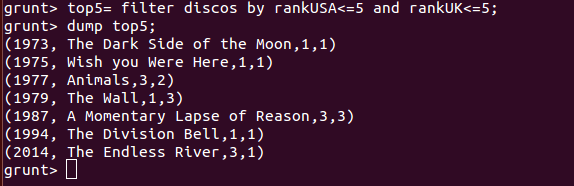 grunt> top5= filter discos by rankUSA<=5 and rankUK<=5;
grunt> dump top5;
(1973, The Dark Side of the Moon,1,1)
(1975, Wish you Were Here,1,1)
(1977, Animals,3,2)
(1979, The Wall,1,3)
(1987, A Momentary Lapse of Reason,3,3)
(1994, The Division Bell,1,1)
(2014, The Endless River,3,1)
grunt>